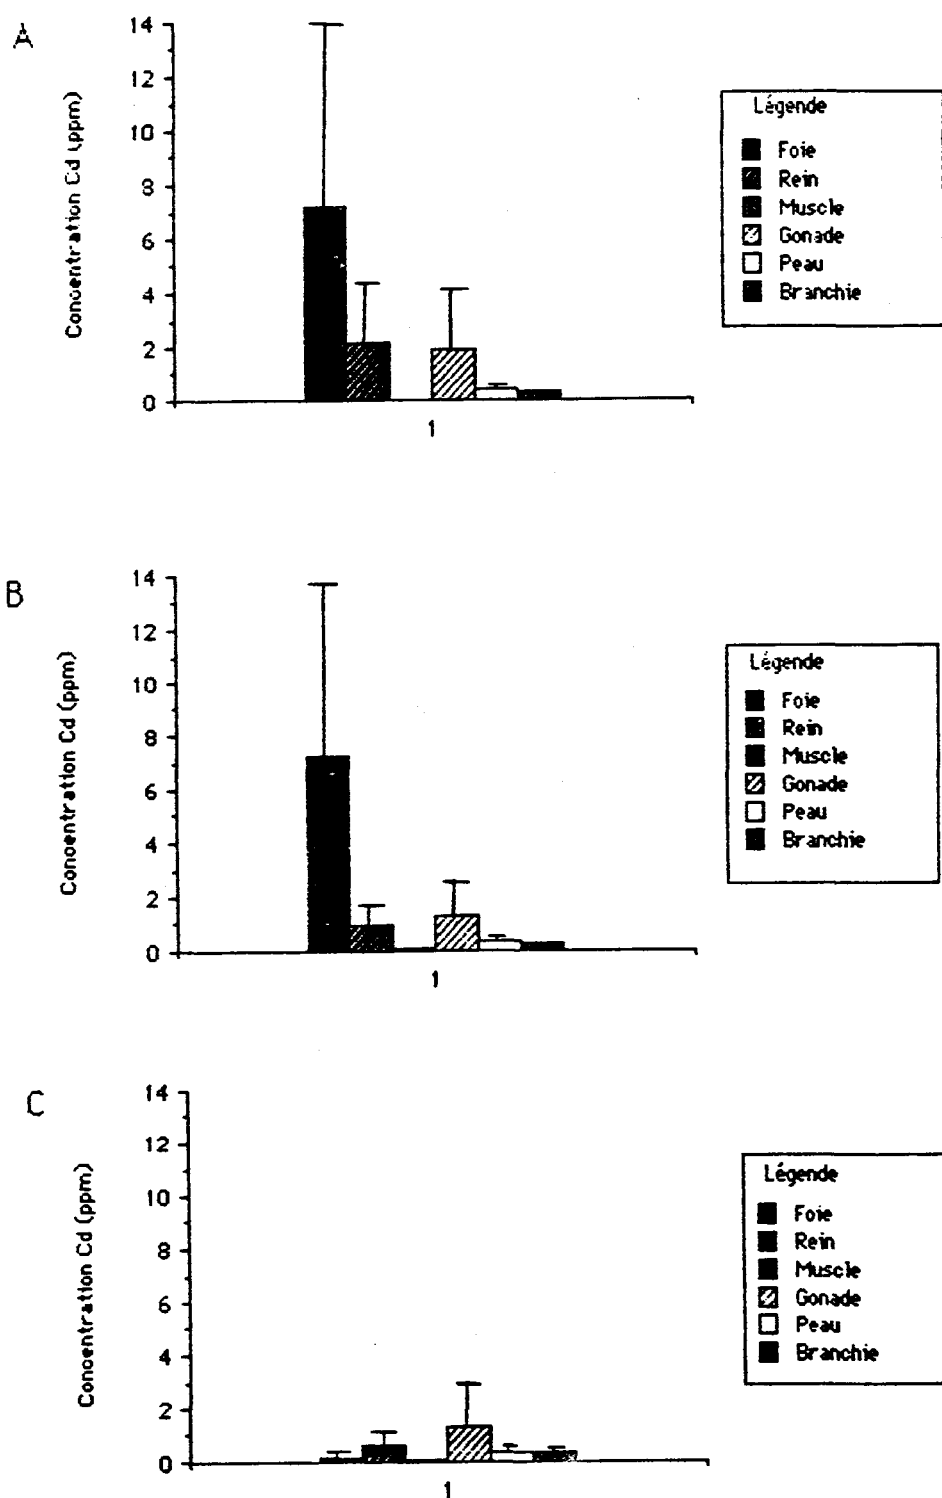 A
14
12
10
8
6
4
2
0
Concentration Cd (ppm)
1
Légende
Foie
Rein
Muscle
Gonade
Peau
Branchie
B
14
12
10
8
6
4
2
0
Concentration Cd (ppm)
1
Légende
Foie
Rein
Muscle
Gonade
Peau
Branchie
C
14
12
10
8
6
4
2
0
Concentration Cd (ppm)
1
Légende
Foie
Rein
Muscle
Gonade
Peau
Branchie